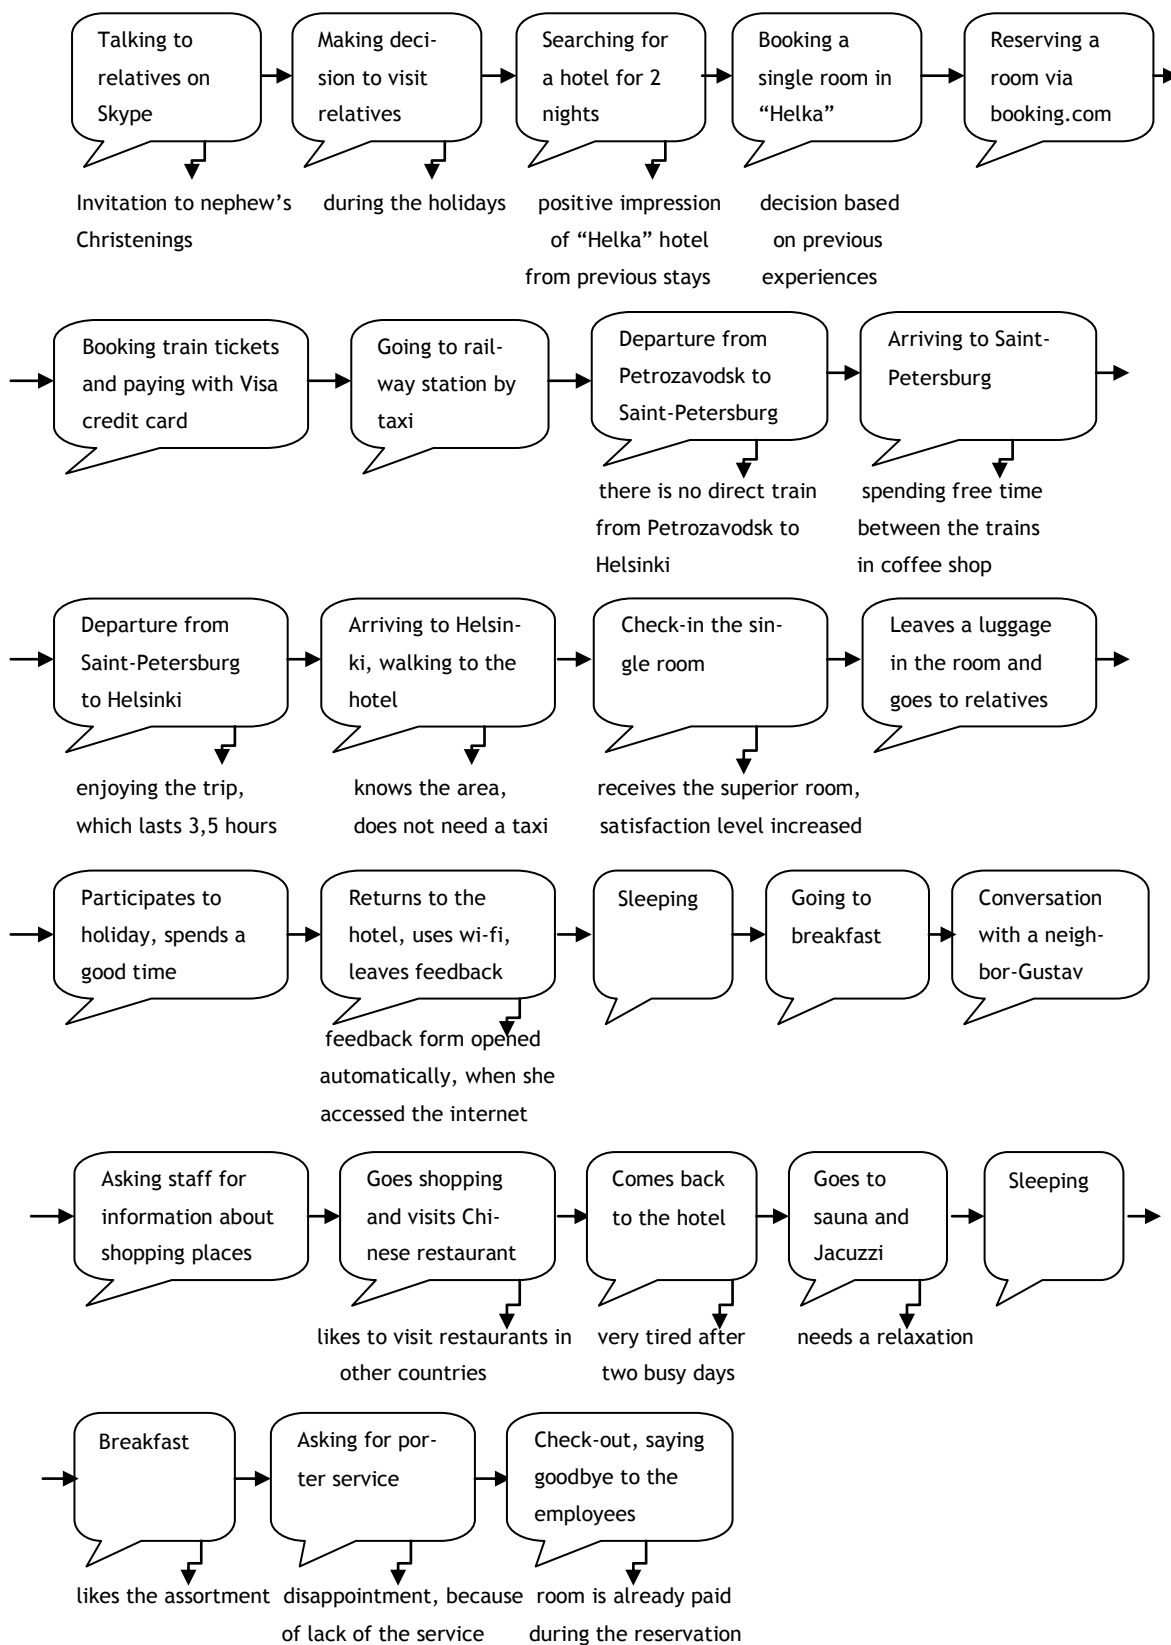 Talking to
relatives on
Skype
Making deci-
sion to visit
relatives
Searching for
a hotel for 2
nights
Booking a
single room in
“Helka”
Reserving a
room via
booking.com
Invitation to nephew’s
Christenings
during the holidays
positive impression
of “Helka” hotel
from previous stays
decision based
on previous
experiences
Booking train tickets
and paying with Visa
credit card
Going to rail-
way station by
taxi
Departure from
Petrozavodsk to
Saint-Petersburg
Arriving to Saint-
Petersburg
there is no direct train
from Petrozavodsk to
Helsinki
spending free time
between the trains
in coffee shop
Departure from
Saint-Petersburg
to Helsinki
Arriving to Helsin-
ki, walking to the
hotel
Check-in the sin-
gle room
Leaves a luggage
in the room and
goes to relatives
enjoying the trip,
which lasts 3,5 hours
knows the area,
does not need a taxi
receives the superior room,
satisfaction level increased
Participates to
holiday, spends a
good time
Returns to the
hotel, uses wi-fi,
leaves feedback
Sleeping
Going to
breakfast
Conversation
with a neigh-
bor-Gustav
feedback form opened
automatically, when she
accessed the internet
Asking staff for
information about
shopping places
Goes shopping
and visits Chi-
nese restaurant
Comes back
to the hotel
Goes to
sauna and
Jacuzzi
Sleeping
likes to visit restaurants in
other countries
very tired after
two busy days
needs a relaxation
Breakfast
Asking for por-
ter service
Check-out, saying
goodbye to the
employees
likes the assortment
disappointment, because
of lack of the service
room is already paid
during the reservation